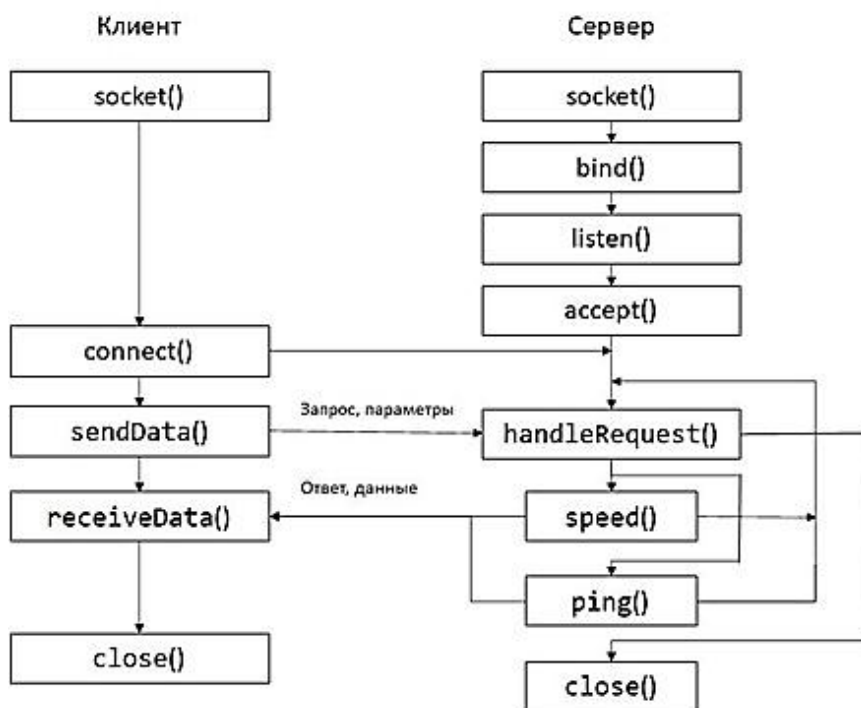 Клиент
Сервер
socket()
socket()
bind()
listen()
accept()
connect()
Запрос, параметры
sendData()
handleRequest()
Ответ, данные
receiveData()
speed()
ping()
close()
close()